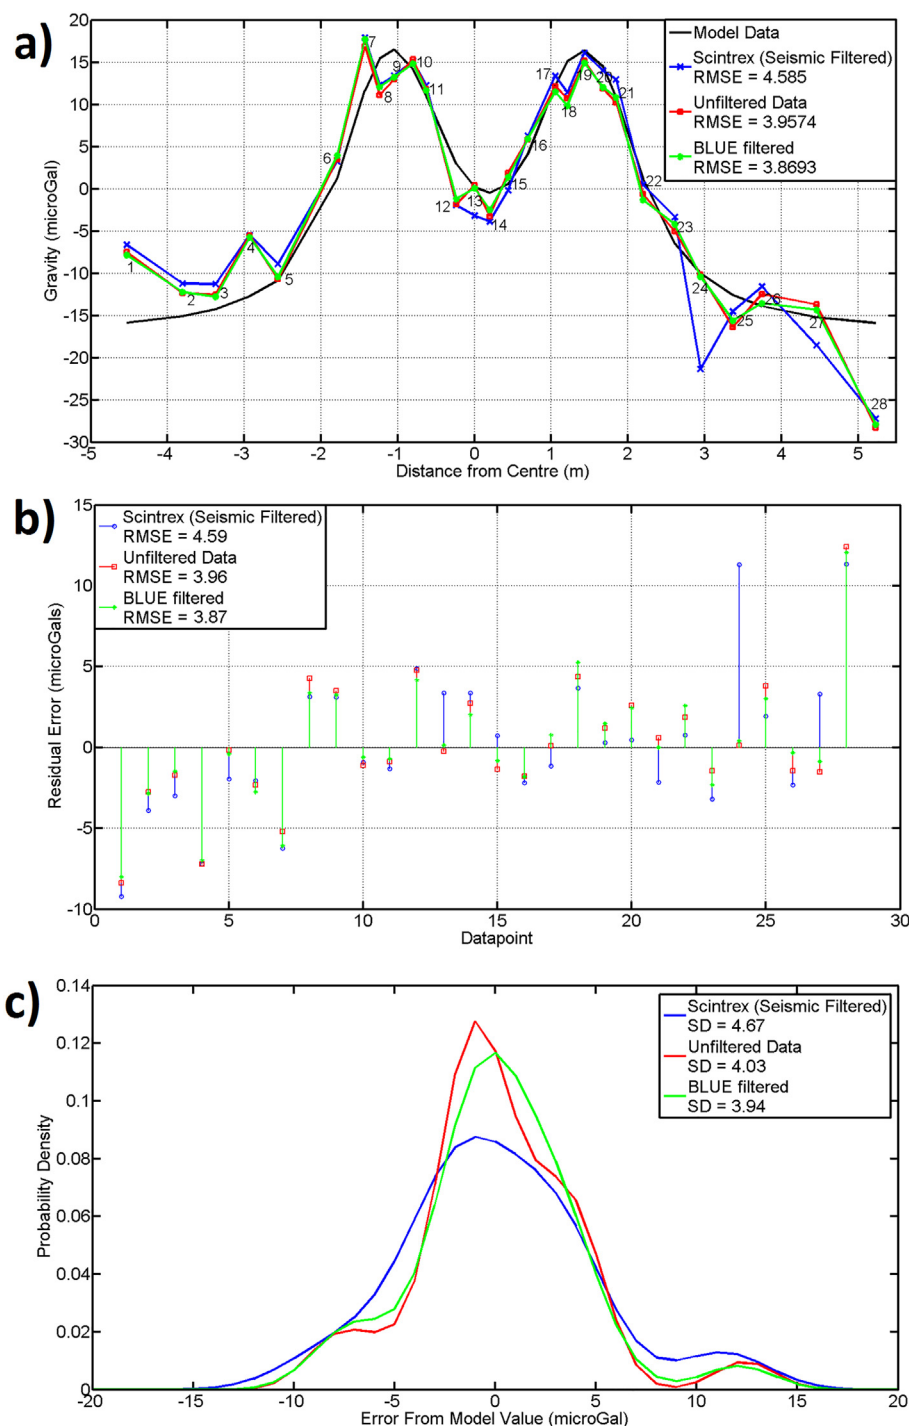 a)
20
15
10
5
0
-5
-10
-15
-20
-25
-30
Gravity (microGal)
Model Data
Scintrex (Seismic Filtered)
RMSE = 4.585
Unfiltered Data
RMSE = 3.9574
BLUE filtered
RMSE = 3.8693
1
2
3
4
5
6
7
8
9
10
11
12
13
14
15
16
17
18
19
20
21
22
23
24
25
27
28
-5
-4
-3
-2
-1
0
1
2
3
4
5
Distance from Centre (m)
b)
15
10
5
0
-5
-10
Residual Error (microGals)
Scintrex (Seismic Filtered)
RMSE = 4.59
Unfiltered Data
RMSE = 3.96
BLUE filtered
RMSE = 3.87
0
5
10
15
20
25
30
Datapoint
c)
0.14
0.12
0.1
0.08
0.06
0.04
0.02
0
Probability Density
Scintrex (Seismic Filtered)
SD = 4.67
Unfiltered Data
SD = 4.03
BLUE filtered
SD = 3.94
-20
-15
-10
-5
0
5
10
15
20
Error From Model Value (microGal)